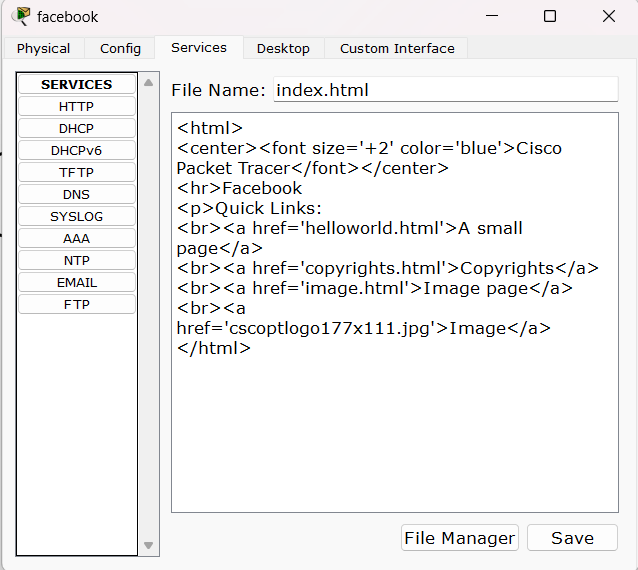 facebook
Physical Config Services Desktop Custom Interface
SERVICES
HTTP
DHCP
DHCPv6
TFTP
DNS
SYSLOG
AAA
NTP
EMAIL
FTP
File Name: index.html
<html>
<center><font size='+2' color='blue'>Cisco
Packet Tracer</font></center>
<hr>Facebook
<p>Quick Links:
<br><a href='helloworld.html'>A small
page</a>
<br><a href='copyrights.html'>Copyrights</a>
<br><a href='image.html'>Image page</a>
<br><a
href='cscoptlogo177x111.jpg'>Image</a>
</html>
File Manager Save